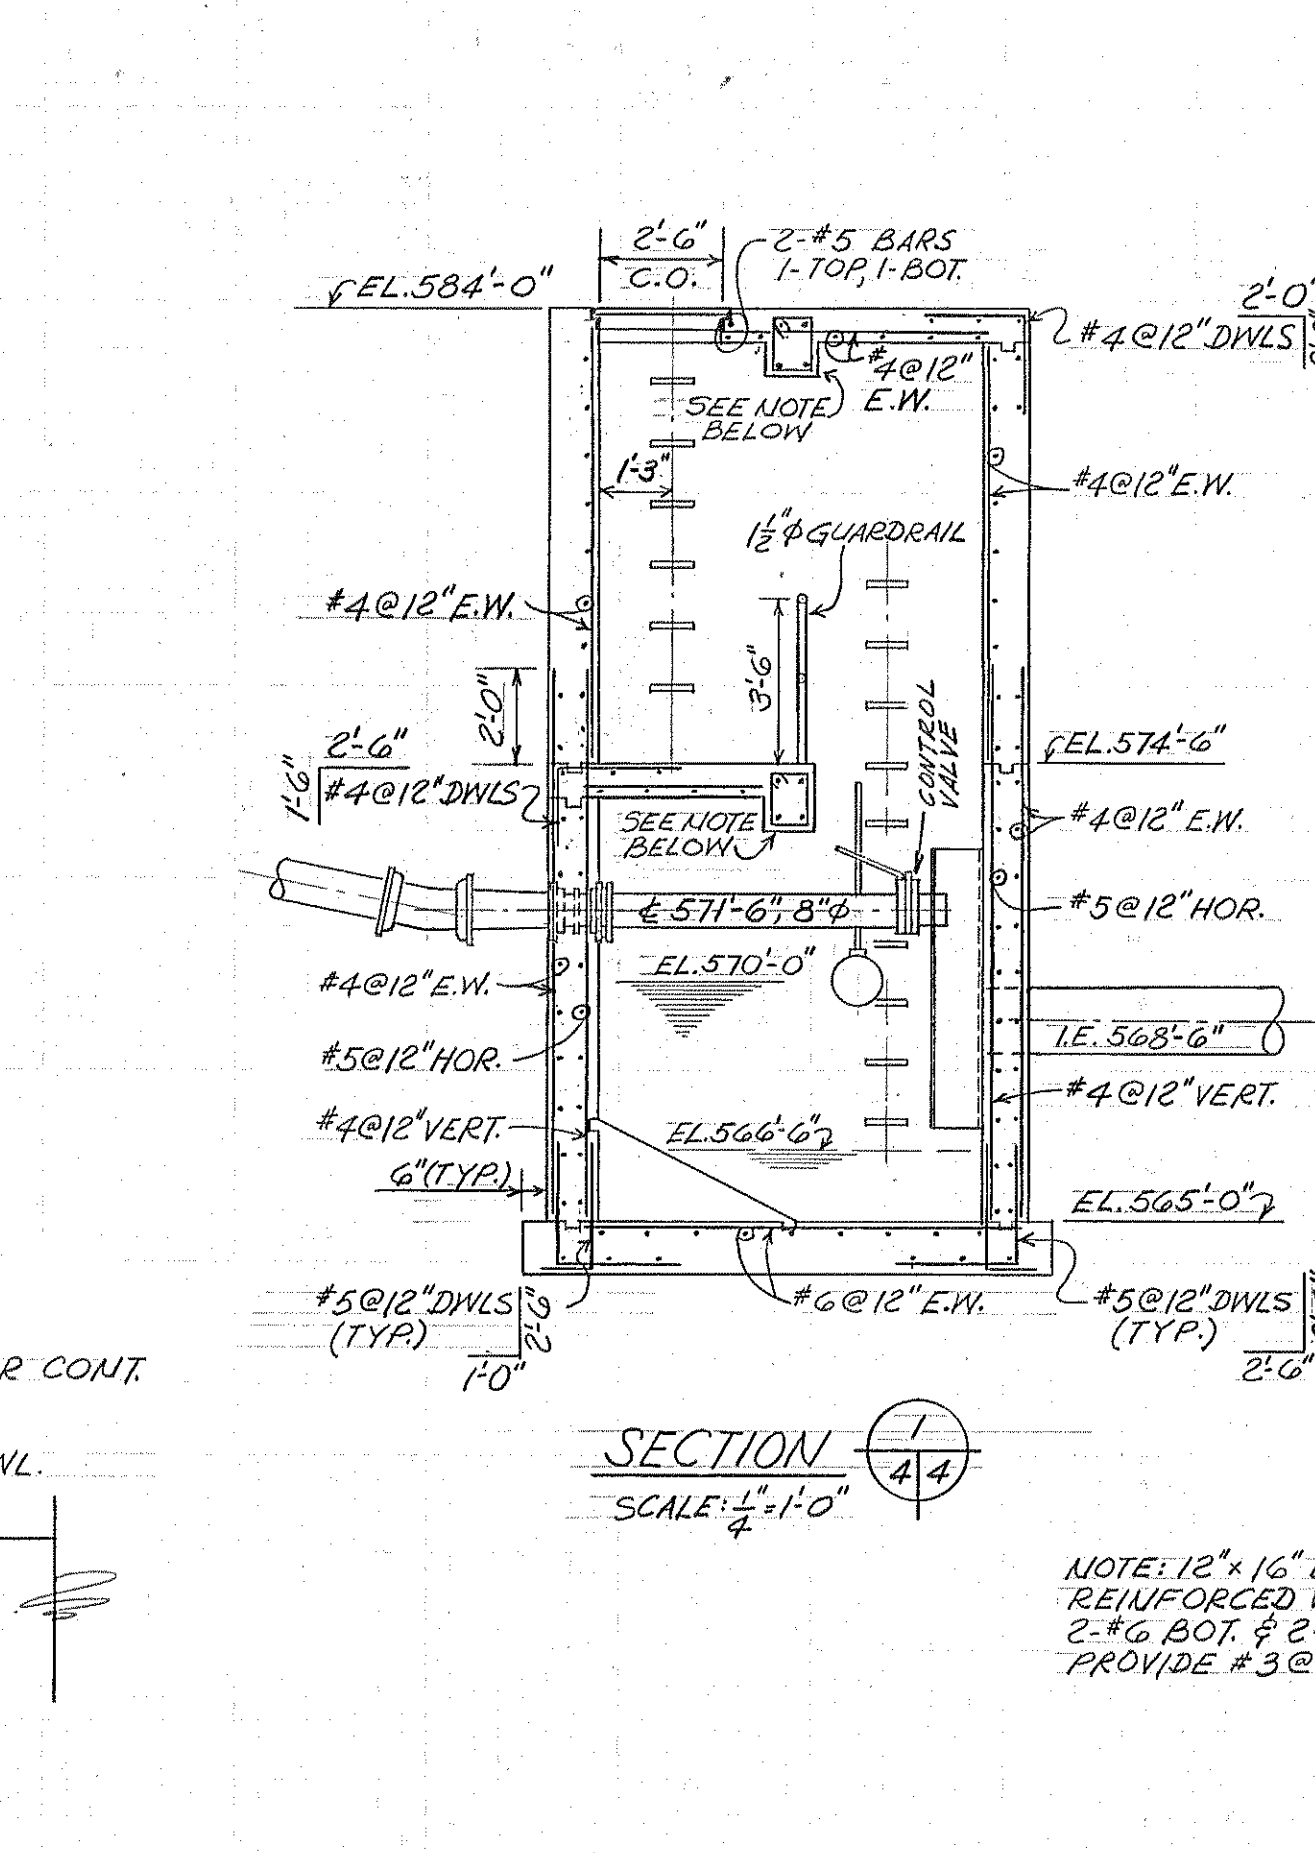 2'-6"
C.O.
2-#5 BARS
1-TOP, 1-BOT.
EL.584'-0"
2'-0"
#4@12" DWLS
#4@12"
E.W.
SEE NOTE
BELOW
1'-3"
#4@12" E.W.
1½"φ GUARDRAIL
#4@12" E.W.
3'-6"
2'-0"
CONTROL
VALVE
2'-6"
1'-6"
#4@12" DWLS
EL.574'-6"
SEE NOTE
BELOW
#4@12" E.W.
℄ 571'-6", 8"φ
#5@12" HOR.
EL.570'-0"
#4@12" E.W.
I.E. 568'-6"
#5@12" HOR.
#4@12" VERT.
#4@12" VERT.
EL.566'-6"
6"(TYP.)
EL.565'-0"
#5@12" DWLS
(TYP.)
2'-6"
1'-0"
#6@12" E.W.
#5@12" DWLS
(TYP.)
2'-6"
R CONT.
WL.
SECTION
1
4 4
SCALE: ¼"=1'-0"
NOTE: 12"x16"
REINFORCED
2-#6 BOT. & 2-
PROVIDE #3@